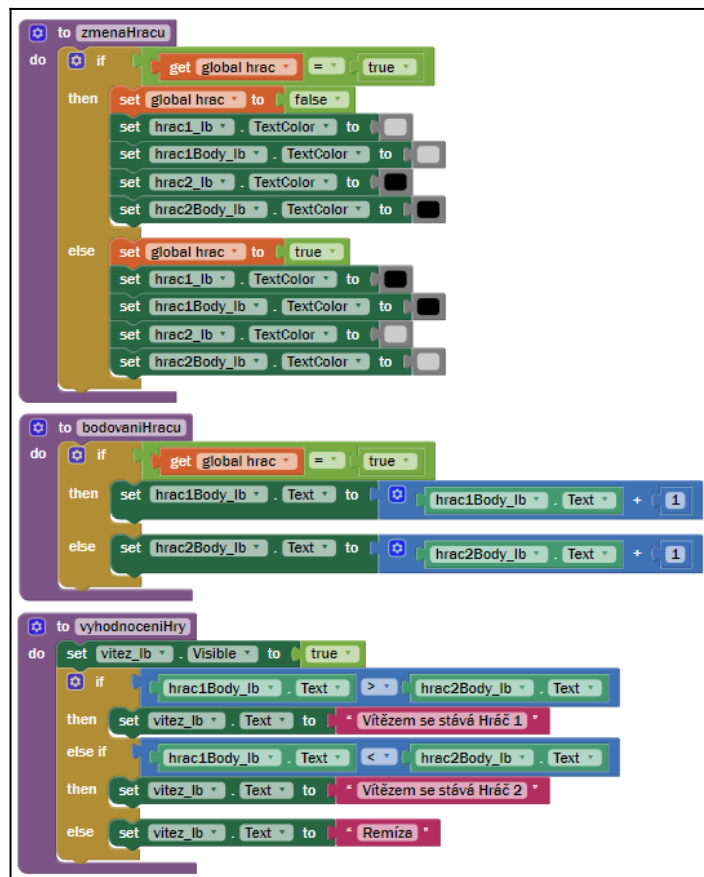 to zmenaHracu
do if get global hrac = true
then set global hrac to false
set hrac1_lb . TextColor to
set hrac1Body_lb . TextColor to
set hrac2_lb . TextColor to
set hrac2Body_lb . TextColor to
else set global hrac to true
set hrac1_lb . TextColor to
set hrac1Body_lb . TextColor to
set hrac2_lb . TextColor to
set hrac2Body_lb . TextColor to
to bodovaniHracu
do if get global hrac = true
then set hrac1Body_lb . Text to hrac1Body_lb . Text + 1
else set hrac2Body_lb . Text to hrac2Body_lb . Text + 1
to vyhodnoceniHry
do set vitez_lb . Visible to true
if hrac1Body_lb . Text > hrac2Body_lb . Text
then set vitez_lb . Text to “ Vítězem se stává Hráč 1 ”
else if hrac1Body_lb . Text < hrac2Body_lb . Text
then set vitez_lb . Text to “ Vítězem se stává Hráč 2 ”
else set vitez_lb . Text to “ Remíza ”